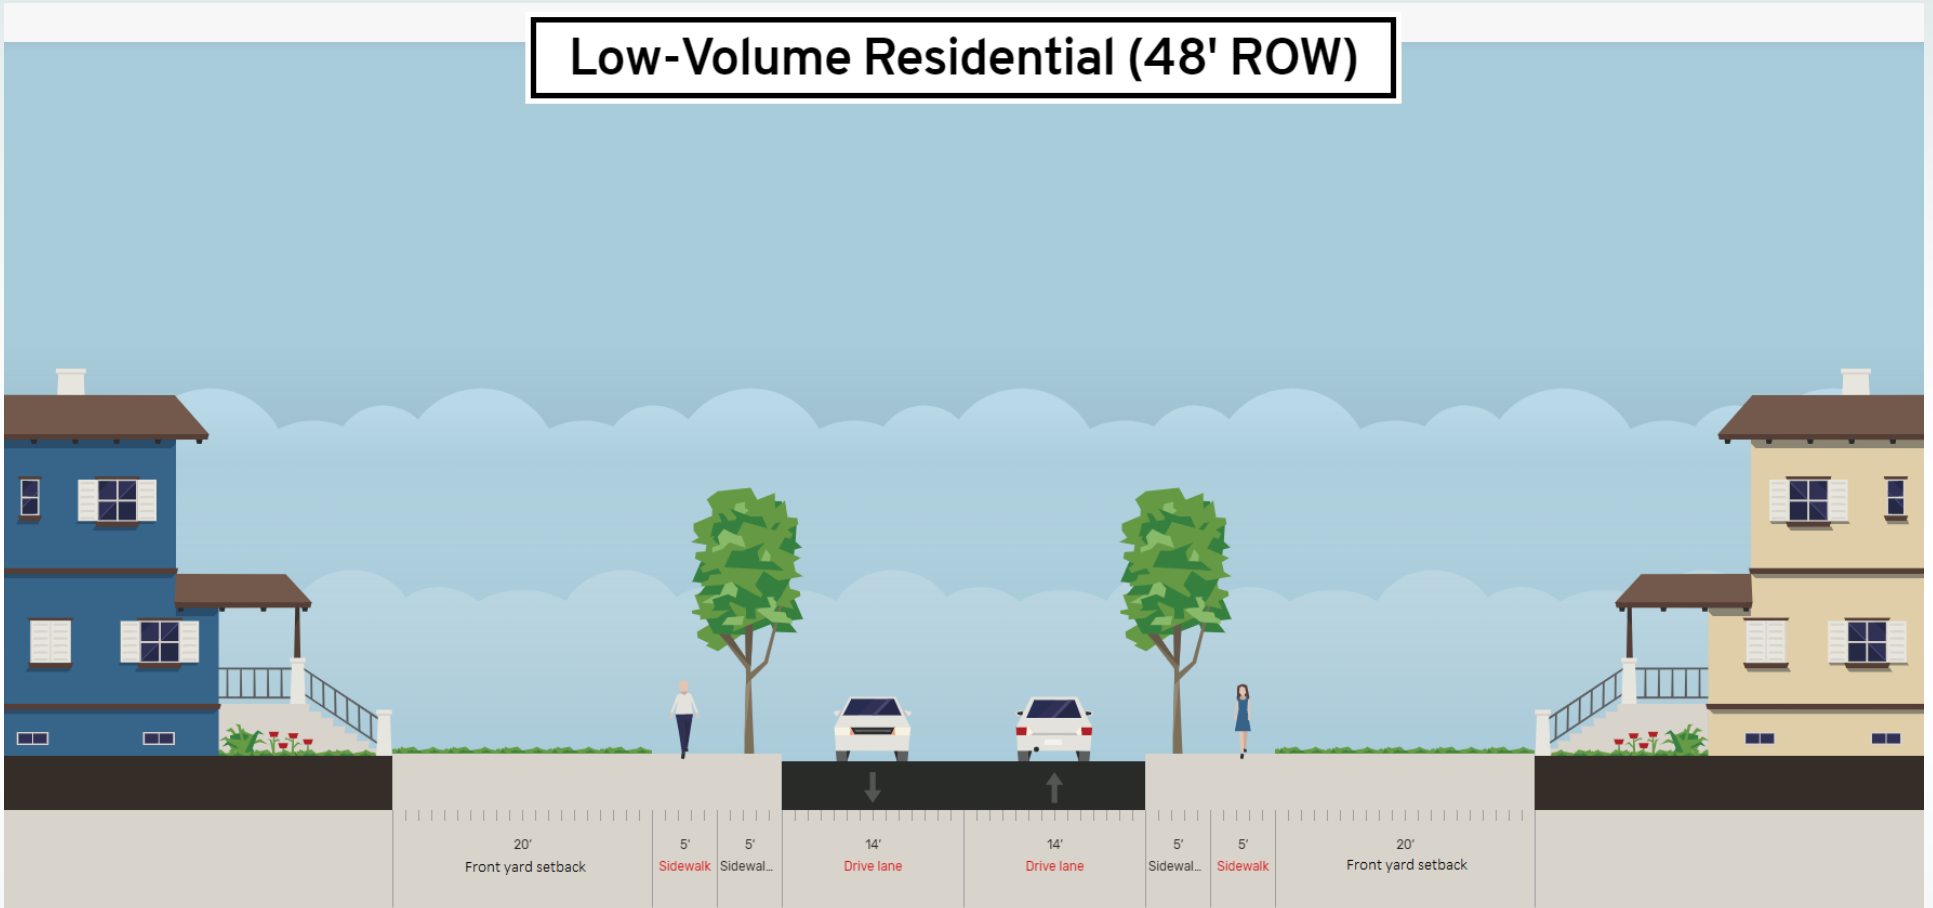 Low-Volume Residential (48' ROW)
20' 5' 5' 14' 14' 5' 5' 20'
Front yard setback Sidewalk Sidewal... Drive lane Drive lane Sidewal... Sidewalk Front yard setback